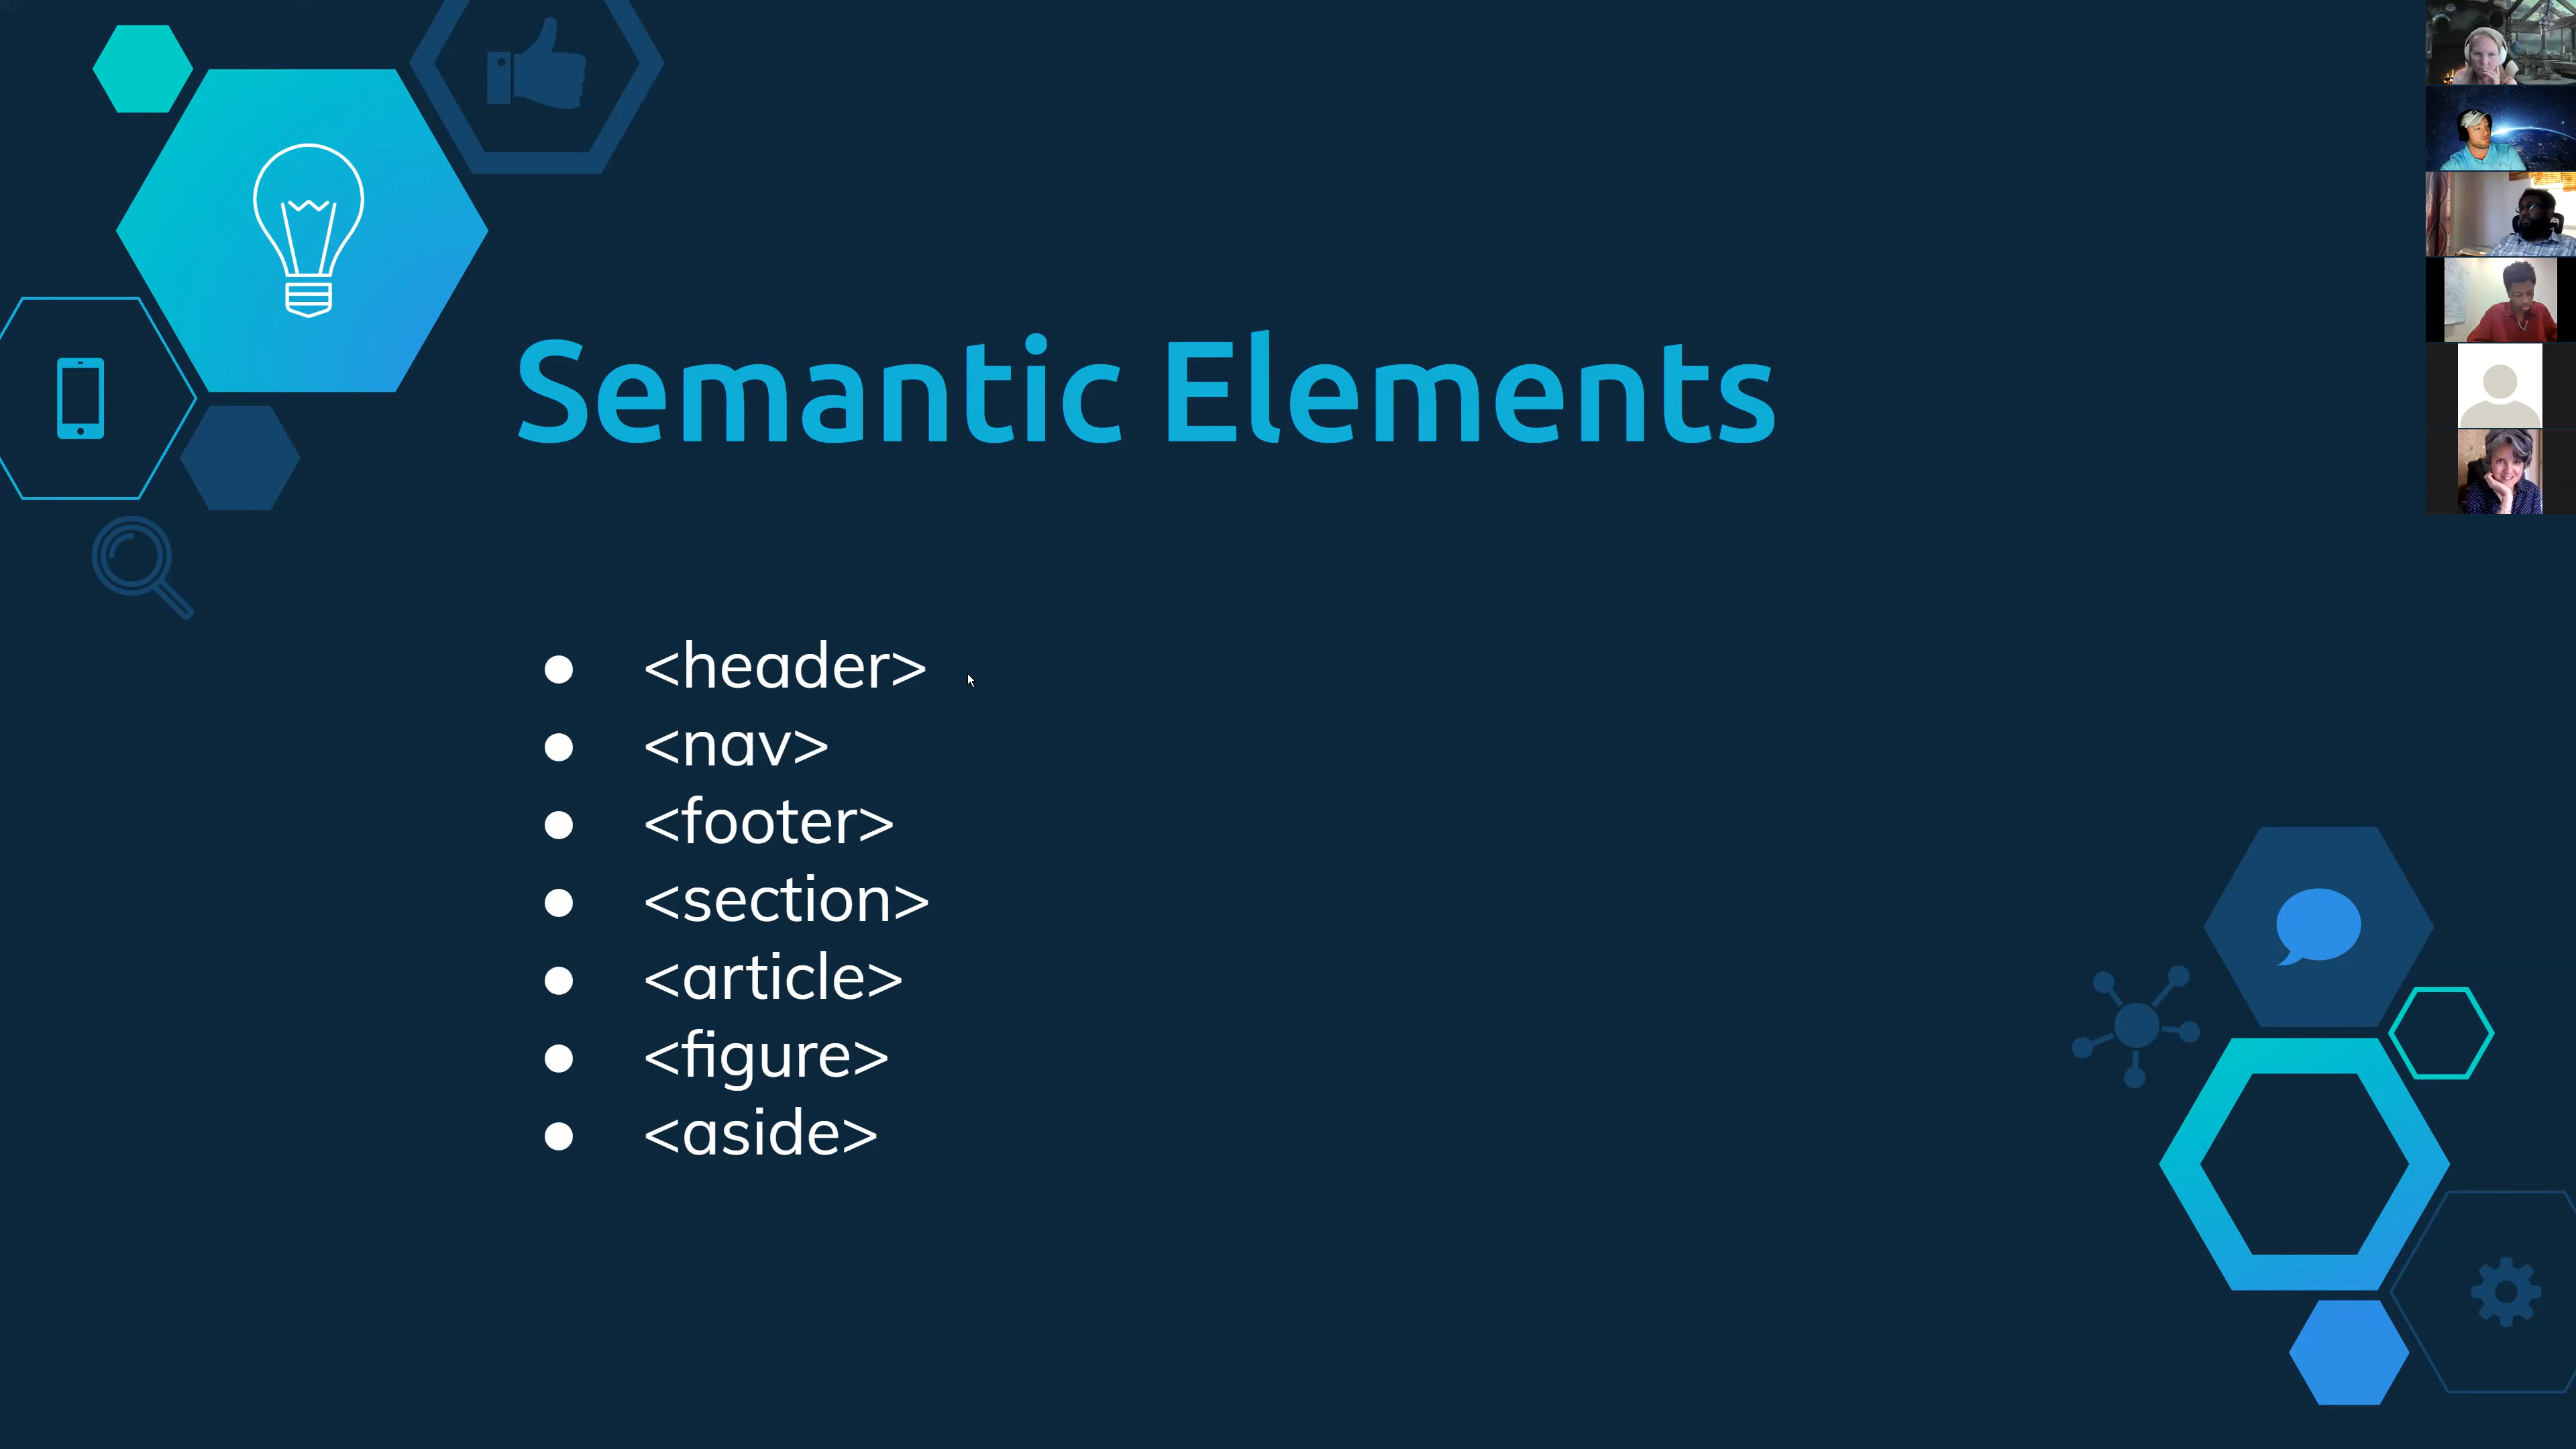 Semantic Elements
● <header>
● <nav>
● <footer>
● <section>
● <article>
● <figure>
● <aside>